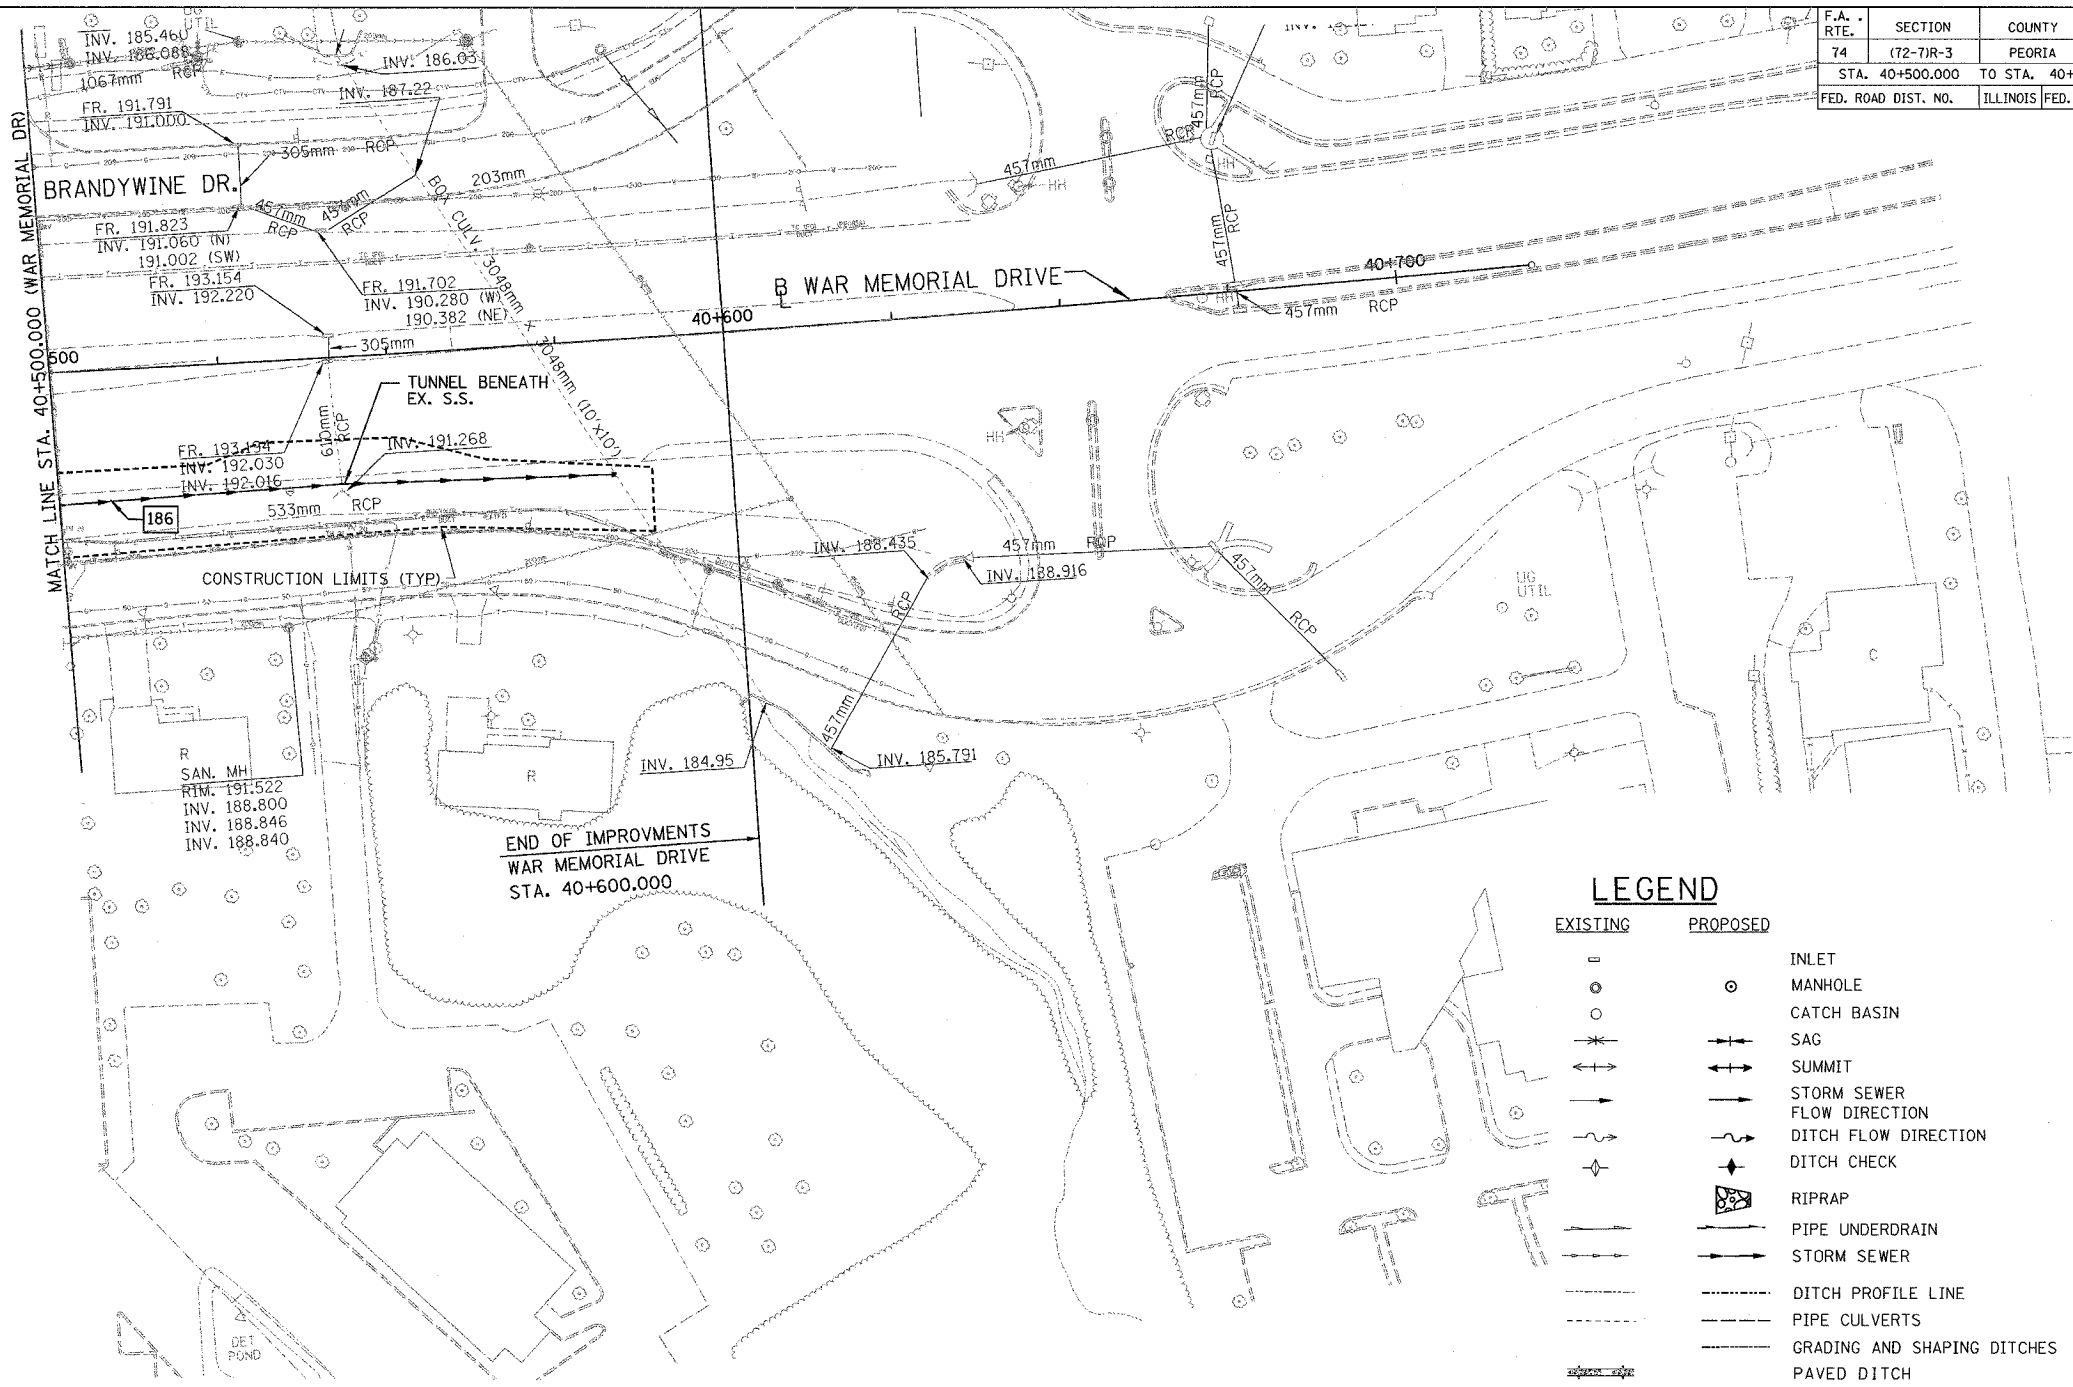 F.A. .
RTE.
SECTION
COUNTY
74
(72-7)R-3
PEORIA
STA. 40+500.000 TO STA. 40+
FED. ROAD DIST. NO.
ILLINOIS
FED.
UG
UTIL
INV. 185.460
INV. 186.088
1067mm RCP
INV. 186.03
INV. 187.22
FR. 191.791
INV. 191.000
305mm RCP
BRANDYWINE DR.
203mm
457mm RCP
457mm RCP
FR. 191.823
INV. 191.060 (N)
191.002 (SW)
FR. 193.154
INV. 192.220
FR. 191.702
INV. 190.280 (W)
190.382 (NE)
BOX CULV. 3048mm X 3048mm (10'x10')
457mm RCP
457mm
RCP
HH
HH
457mm RCP
B L WAR MEMORIAL DRIVE
40+700
HH
457mm RCP
40+600
500
305mm
MATCH LINE STA. 40+500.000 (WAR MEMORIAL DR)
TUNNEL BENEATH
EX. S.S.
610mm RCP
FR. 193.194
INV. 192.030
INV. 192.016
INV. 191.268
HH
186
533mm RCP
CONSTRUCTION LIMITS (TYP)
INV. 188.435
457mm RCP
INV. 188.916
RCP
457mm
457mm
RCP
UG
UTIL
C
INV. 184.95
INV. 185.791
R
SAN. MH
RIM. 191.522
INV. 188.800
INV. 188.846
INV. 188.840
R
END OF IMPROVMENTS
WAR MEMORIAL DRIVE
STA. 40+600.000
DET
POND
LEGEND
EXISTING PROPOSED
INLET
MANHOLE
CATCH BASIN
SAG
SUMMIT
STORM SEWER
FLOW DIRECTION
DITCH FLOW DIRECTION
DITCH CHECK
RIPRAP
PIPE UNDERDRAIN
STORM SEWER
DITCH PROFILE LINE
PIPE CULVERTS
GRADING AND SHAPING DITCHES
PAVED DITCH